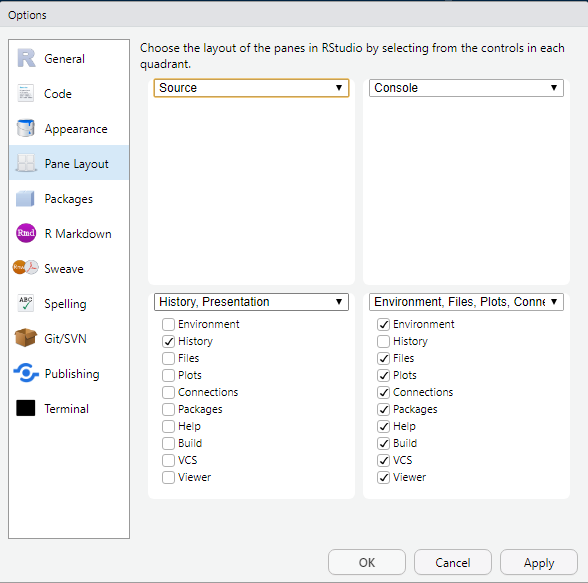 Options
General
Code
Appearance
Pane Layout
Packages
Rmd R Markdown
Sweave
ABC Spelling
Git/SVN
Publishing
Terminal
Choose the layout of the panes in RStudio by selecting from the controls in each
quadrant.
Source
Console
History, Presentation
Environment
History
Files
Plots
Connections
Packages
Help
Build
VCS
Viewer
Environment, Files, Plots, Conne
Environment
History
Files
Plots
Connections
Packages
Help
Build
VCS
Viewer
OK Cancel Apply